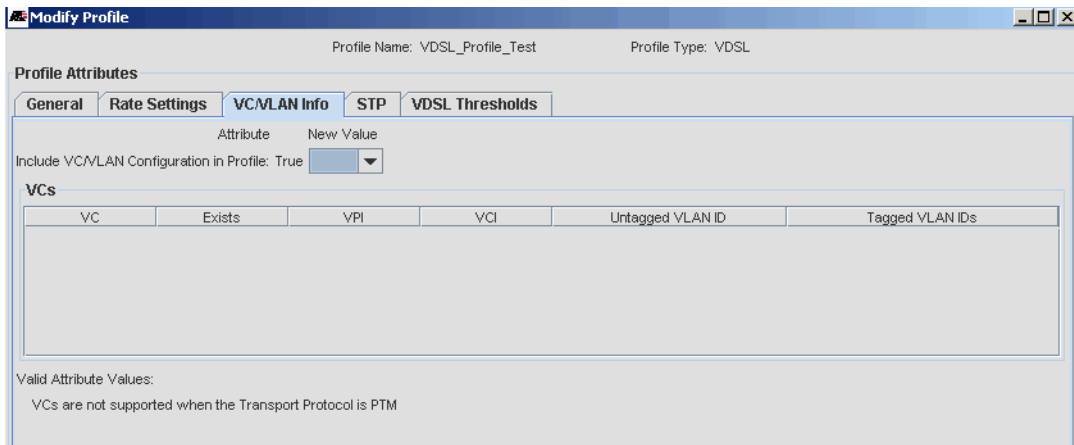 Modify Profile
Profile Name: VDSL_Profile_Test Profile Type: VDSL
Profile Attributes
General Rate Settings VC/VLAN Info STP VDSL Thresholds
Attribute New Value
Include VC/VLAN Configuration in Profile: True
VCs
VC Exists VPI VCI Untagged VLAN ID Tagged VLAN IDs
Valid Attribute Values:
VCs are not supported when the Transport Protocol is PTM